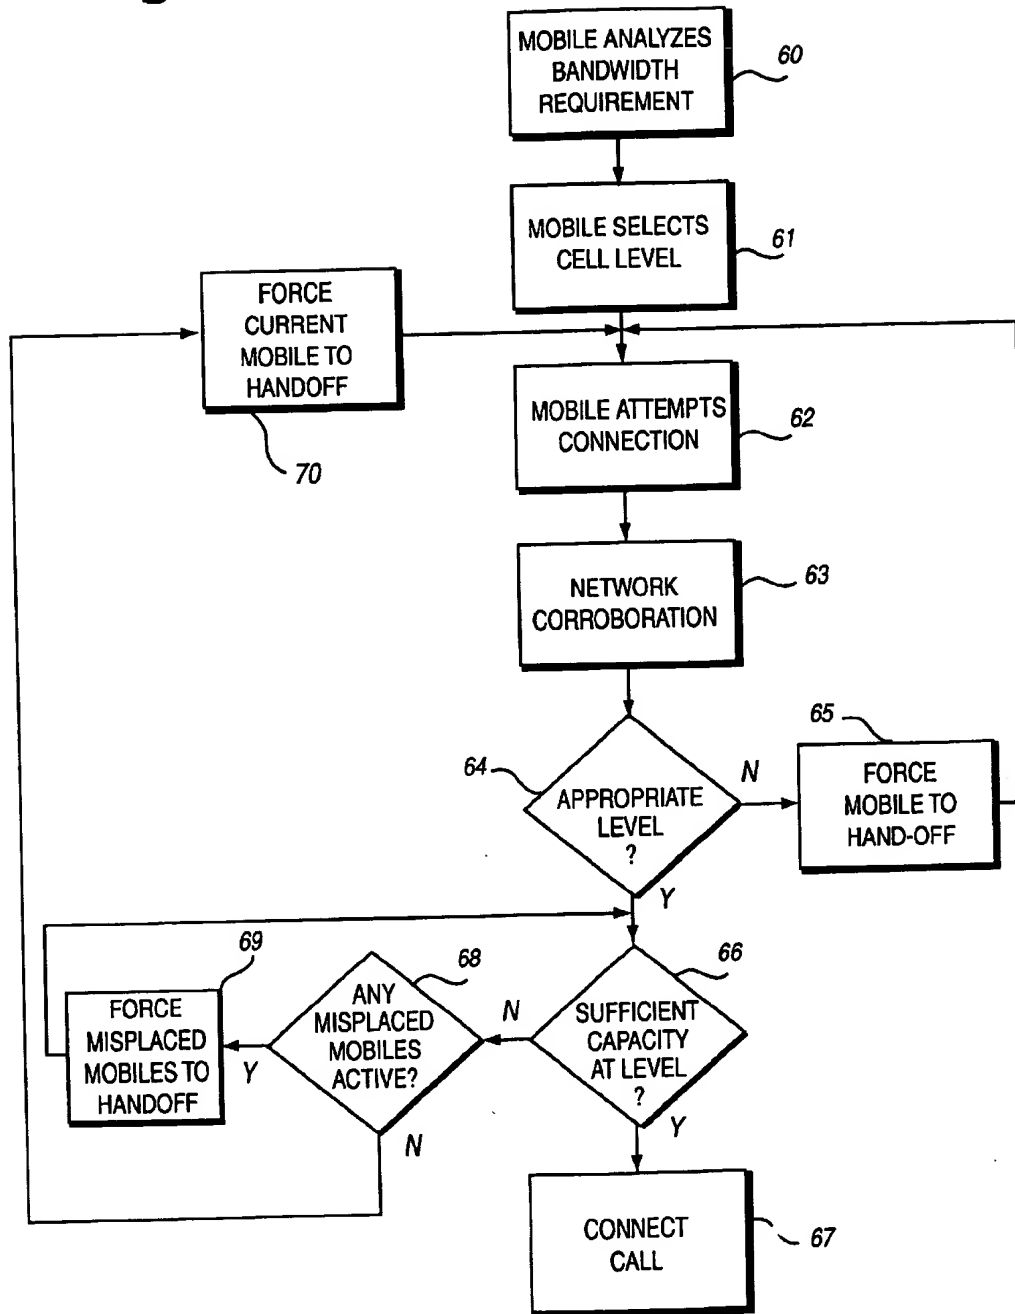 MOBILE ANALYZES
BANDWIDTH
REQUIREMENT
60
MOBILE SELECTS
CELL LEVEL
61
FORCE
CURRENT
MOBILE TO
HANDOFF
70
MOBILE ATTEMPTS
CONNECTION
62
NETWORK
CORROBORATION
63
64
APPROPRIATE
LEVEL
?
N
Y
65
FORCE
MOBILE TO
HAND-OFF
66
SUFFICIENT
CAPACITY
AT LEVEL
?
N
Y
68
ANY
MISPLACED
MOBILES
ACTIVE?
Y
N
69
FORCE
MISPLACED
MOBILES TO
HANDOFF
CONNECT
CALL
67